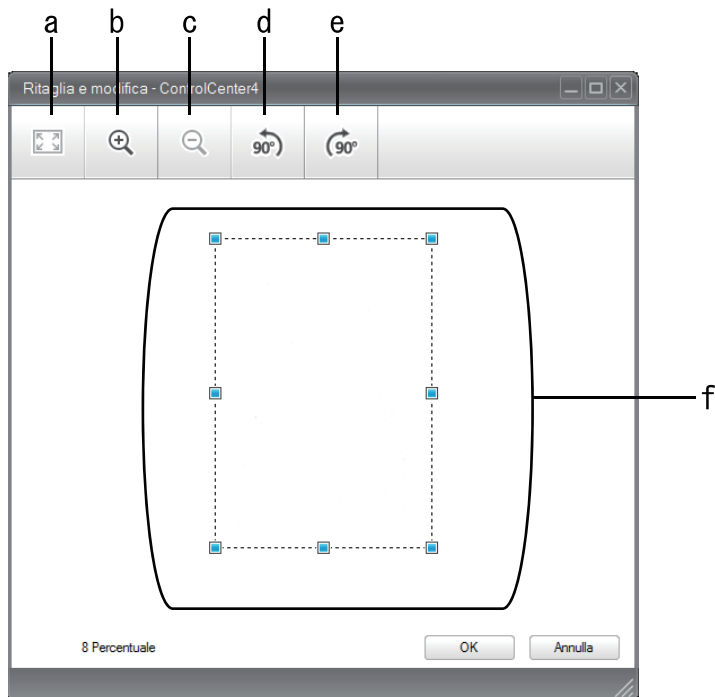 a b c d e
Ritaglia e modifica - ControlCenter4
90° 90°
f
8 Percentuale OK Annulla